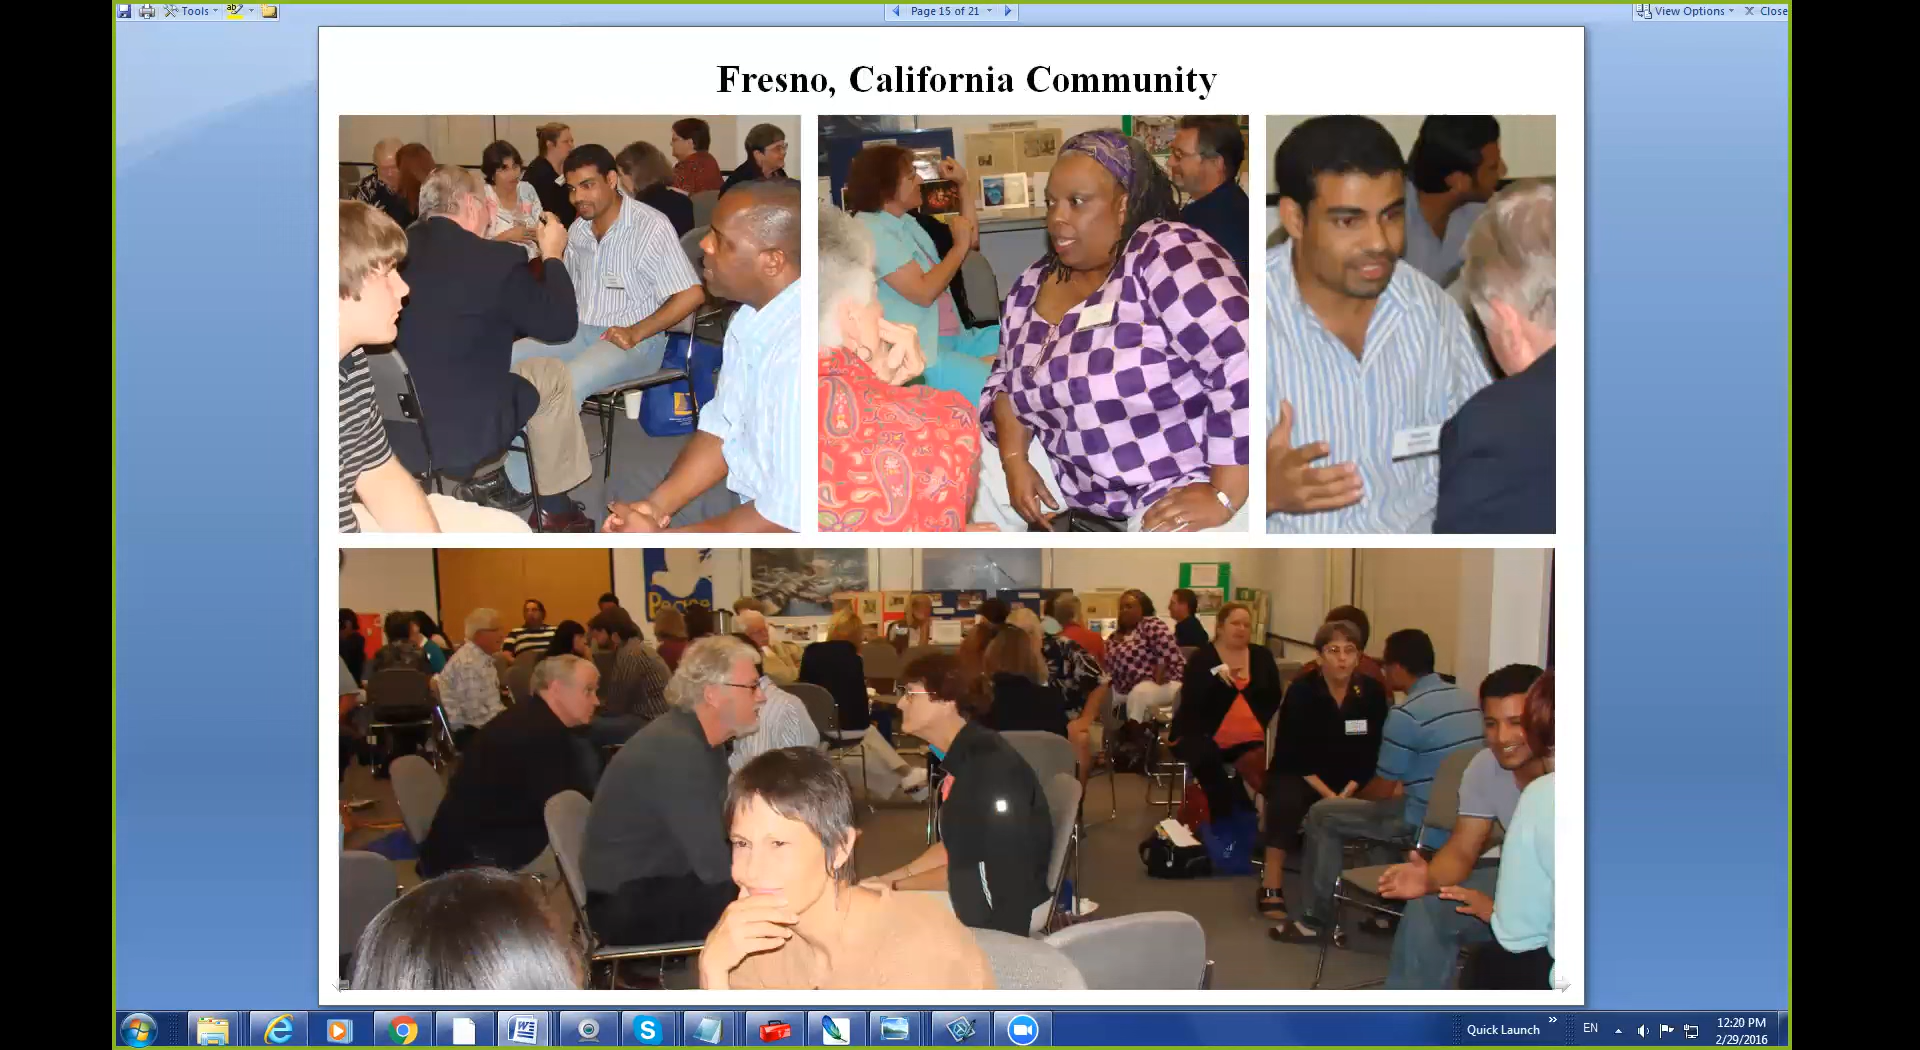 Tools
Page 15 of 21
View Options
Close
Fresno, California Community
Peace
Quick Launch
EN
12:20 PM
2/29/2016